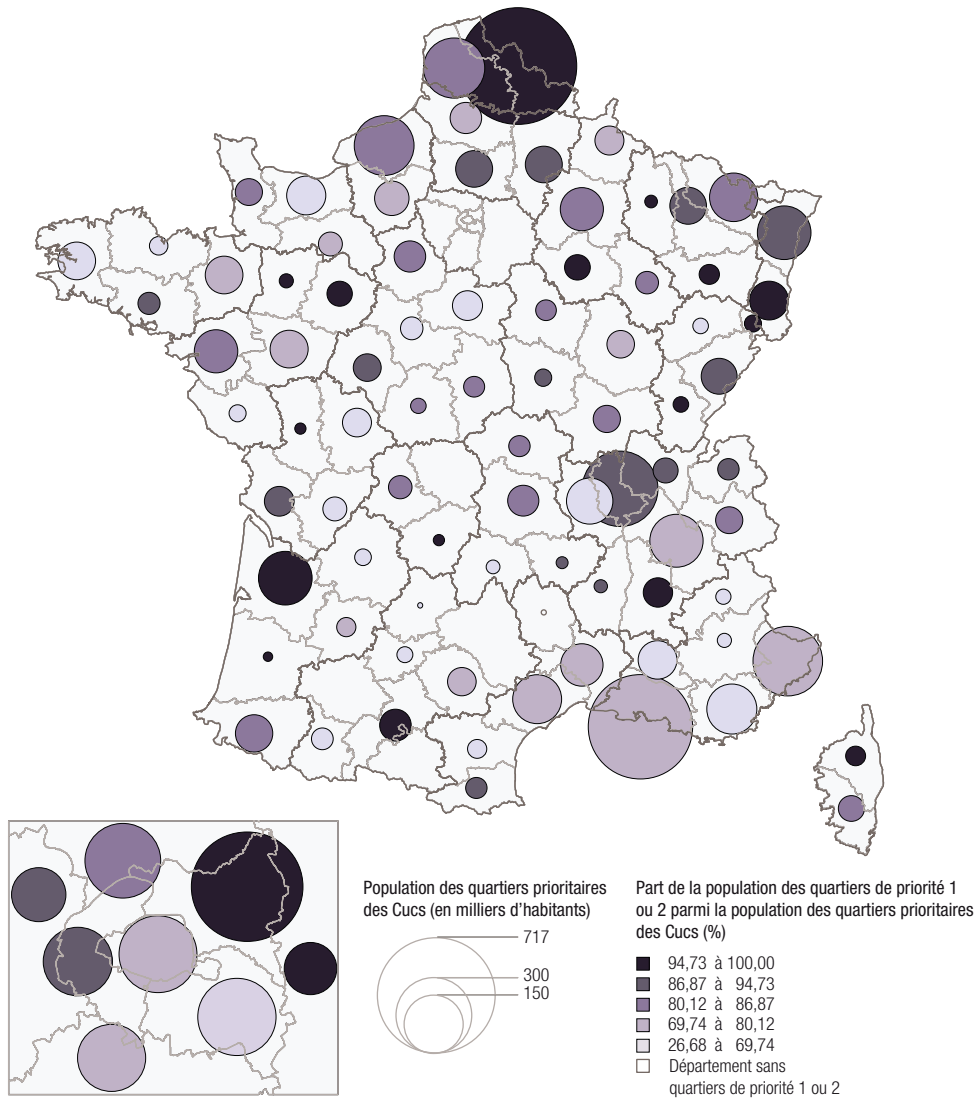 Population des quartiers prioritaires
des Cucs (en milliers d’habitants)
717
300
150
Part de la population des quartiers de priorité 1
ou 2 parmi la population des quartiers prioritaires
des Cucs (%)
94,73 à 100,00
86,87 à 94,73
80,12 à 86,87
69,74 à 80,12
26,68 à 69,74
Département sans
quartiers de priorité 1 ou 2